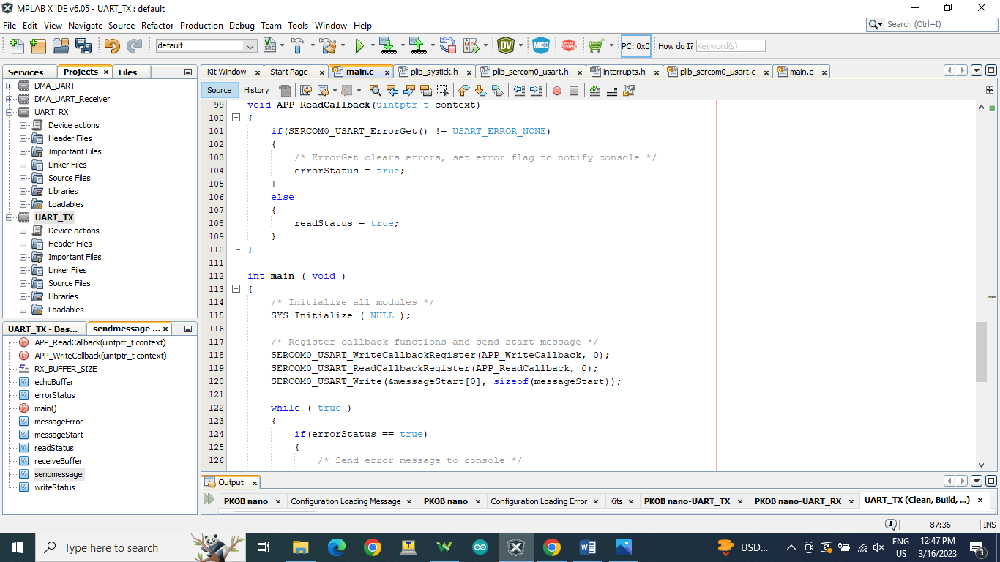 MPLAB X IDE v6.05 - UART_TX : default
File Edit View Navigate Source Refactor Production Debug Team Tools Window Help
Search (Ctrl+I)
default
PC: 0x0
How do I? Keyword(s)
Services Projects Files
DMA_UART
DMA_UART_Receiver
UART_RX
Device actions
Header Files
Important Files
Linker Files
Source Files
Libraries
Loadables
UART_TX
Device actions
Header Files
Important Files
Linker Files
Source Files
Libraries
Loadables
UART_TX - Das... sendmessage ...
APP_ReadCallback(uintptr_t context)
APP_WriteCallback(uintptr_t context)
RX_BUFFER_SIZE
echoBuffer
errorStatus
main()
messageError
messageStart
readStatus
receiveBuffer
sendmessage
writeStatus
Kit Window Start Page main.c plib_systick.h plib_sercom0_usart.h interrupts.h plib_sercom0_usart.c main.c
Source History
99 void APP_ReadCallback(uintptr_t context)
100 {
101 if(SERCOM0_USART_ErrorGet() != USART_ERROR_NONE)
102 {
103 /* ErrorGet clears errors, set error flag to notify console */
104 errorStatus = true;
105 }
106 else
107 {
108 readStatus = true;
109 }
110 }
111
112 int main ( void )
113 {
114 /* Initialize all modules */
115 SYS_Initialize ( NULL );
116
117 /* Register callback functions and send start message */
118 SERCOM0_USART_WriteCallbackRegister(APP_WriteCallback, 0);
119 SERCOM0_USART_ReadCallbackRegister(APP_ReadCallback, 0);
120 SERCOM0_USART_Write(&messageStart[0], sizeof(messageStart));
121
122 while ( true )
123 {
124 if(errorStatus == true)
125 {
126 /* Send error message to console */
Output
PKOB nano Configuration Loading Message PKOB nano Configuration Loading Error Kits PKOB nano-UART_TX PKOB nano-UART_RX UART_TX (Clean, Build, ...)
1 87:36 INS
Type here to search
USD...
ENG
US
12:47 PM
3/16/2023
3